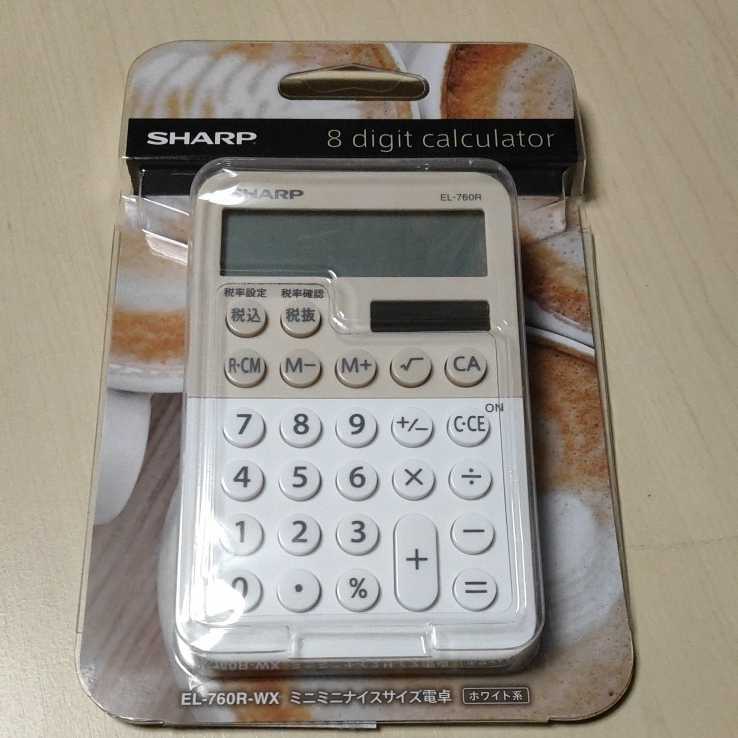 SHARP 8 digit calculator
SHARP EL-760R
税率設定 税率確認
税込 税抜
R·CM M− M+ √ CA
ON
7 8 9 +/− C·CE
4 5 6 × ÷
1 2 3 + −
0 • % =
EL-760R-WX ミニミニナイスサイズ電卓 ホワイト系